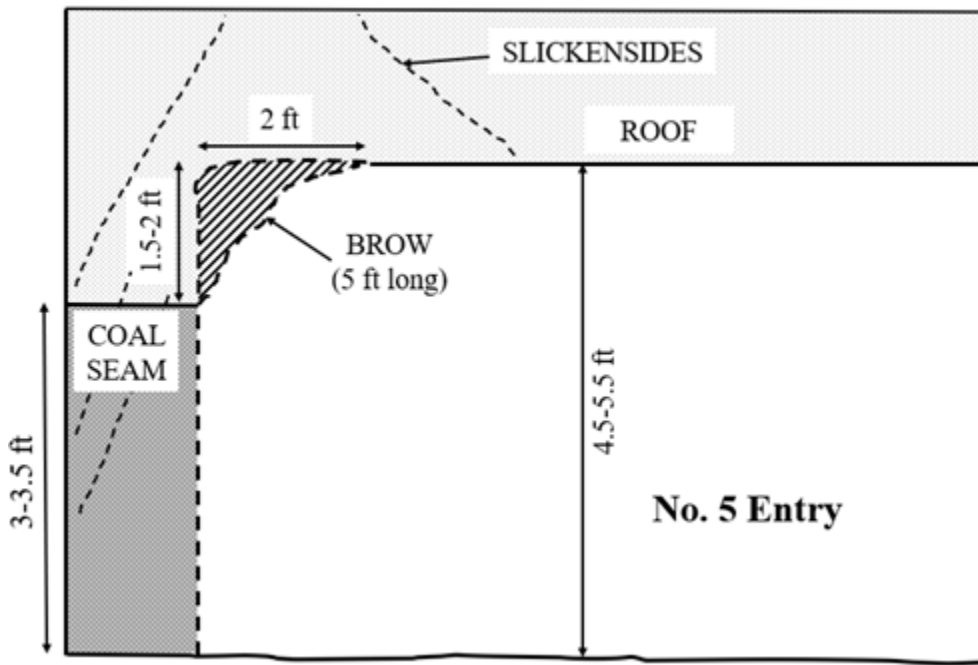 SLICKENSIDES
2 ft
ROOF
1.5-2 ft
BROW
(5 ft long)
COAL
SEAM
3-3.5 ft
4.5-5.5 ft
No. 5 Entry